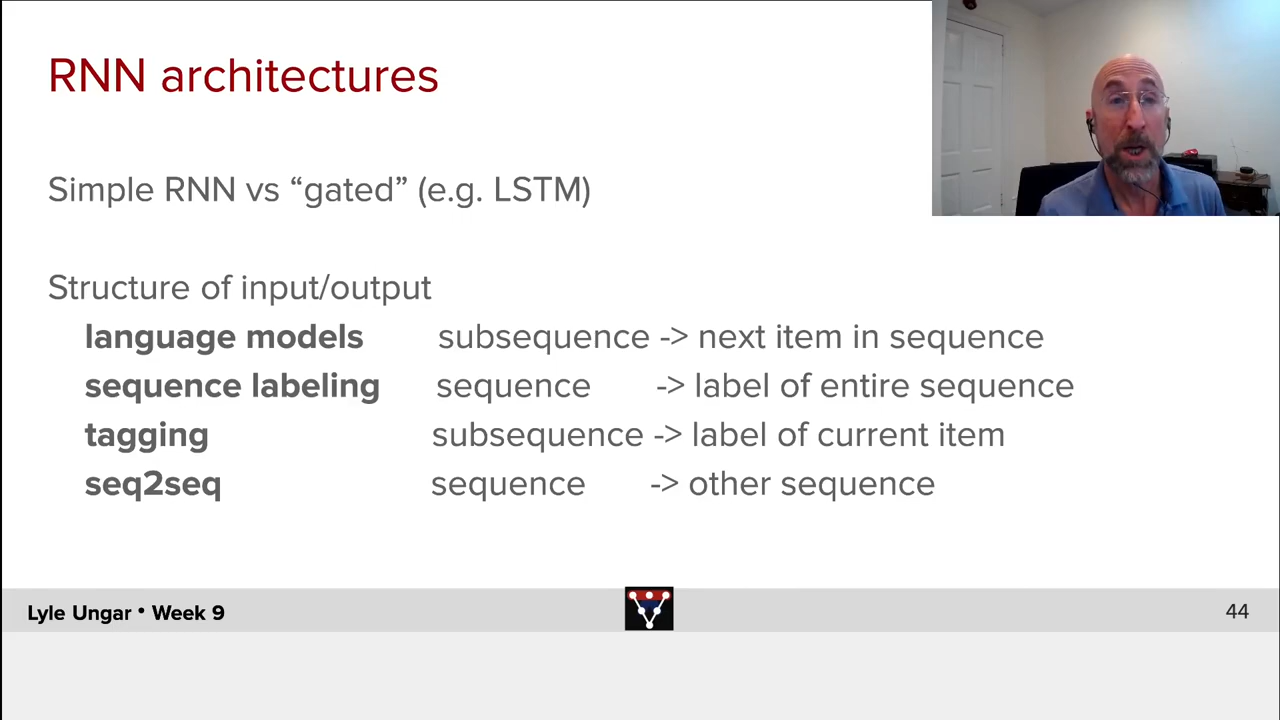 RNN architectures
Simple RNN vs “gated” (e.g. LSTM)
Structure of input/output
language models subsequence -> next item in sequence
sequence labeling sequence -> label of entire sequence
tagging subsequence -> label of current item
seq2seq sequence -> other sequence
Lyle Ungar • Week 9
44